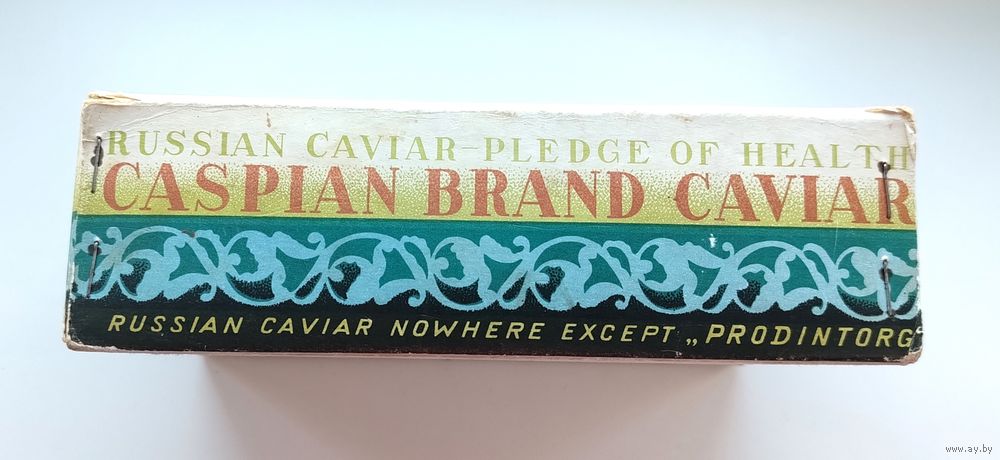 RUSSIAN CAVIAR–PLEDGE OF HEALTH
CASPIAN BRAND CAVIAR
RUSSIAN CAVIAR NOWHERE EXCEPT „PRODINTORG
www.ay.by